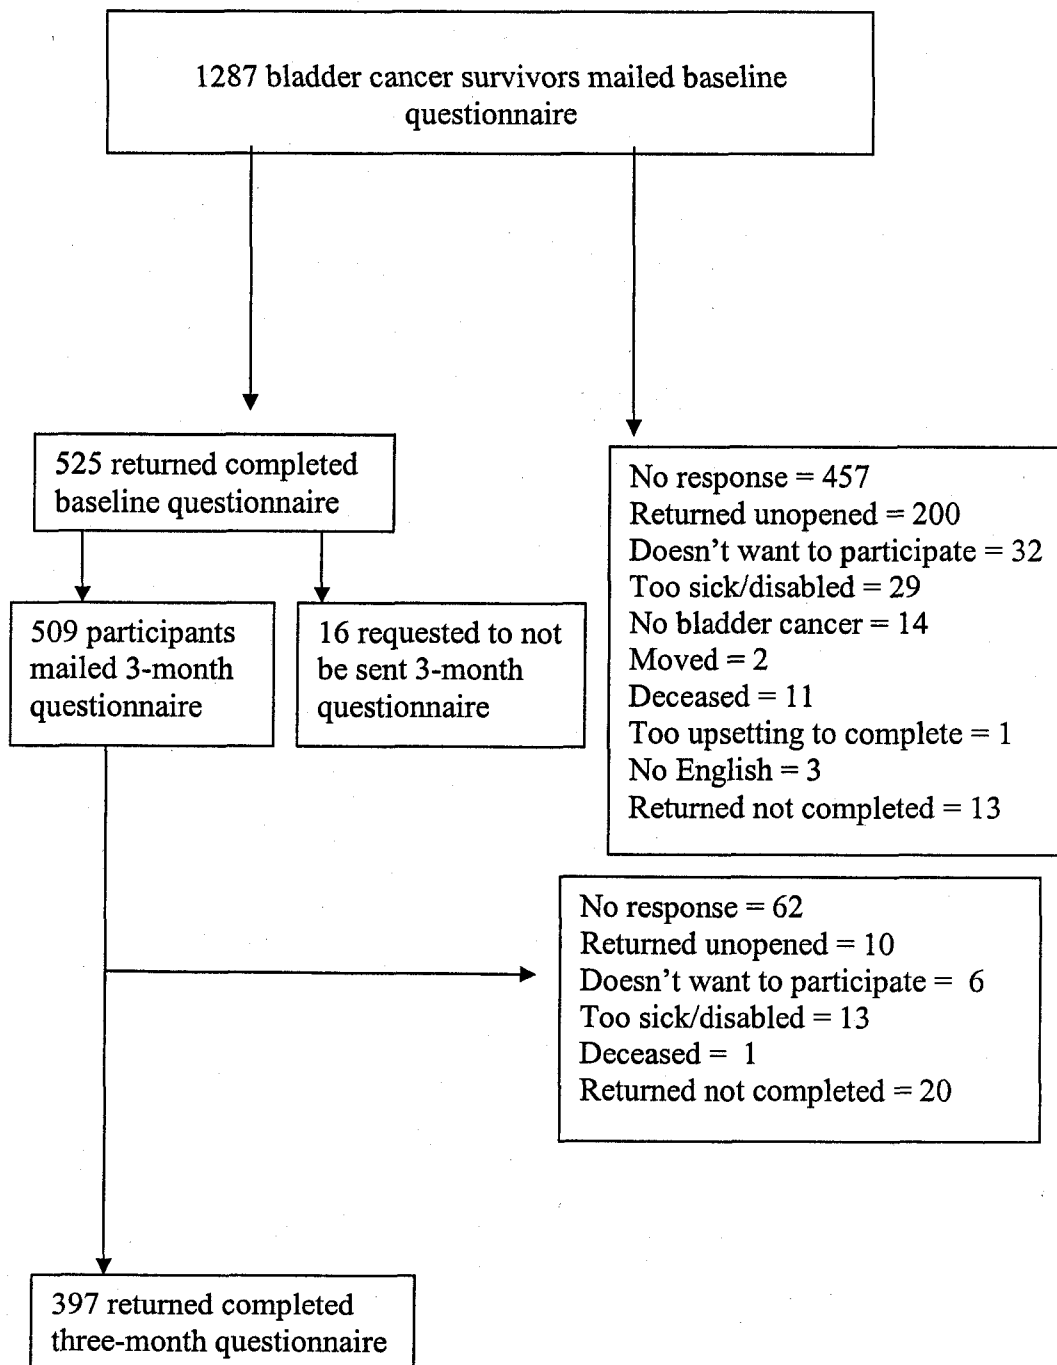 1287 bladder cancer survivors mailed baseline
questionnaire
525 returned completed
baseline questionnaire
No response = 457
Returned unopened = 200
Doesn't want to participate = 32
Too sick/disabled = 29
No bladder cancer = 14
Moved = 2
Deceased = 11
Too upsetting to complete = 1
No English = 3
Returned not completed = 13
509 participants
mailed 3-month
questionnaire
16 requested to not
be sent 3-month
questionnaire
No response = 62
Returned unopened = 10
Doesn't want to participate = 6
Too sick/disabled = 13
Deceased = 1
Returned not completed = 20
397 returned completed
three-month questionnaire